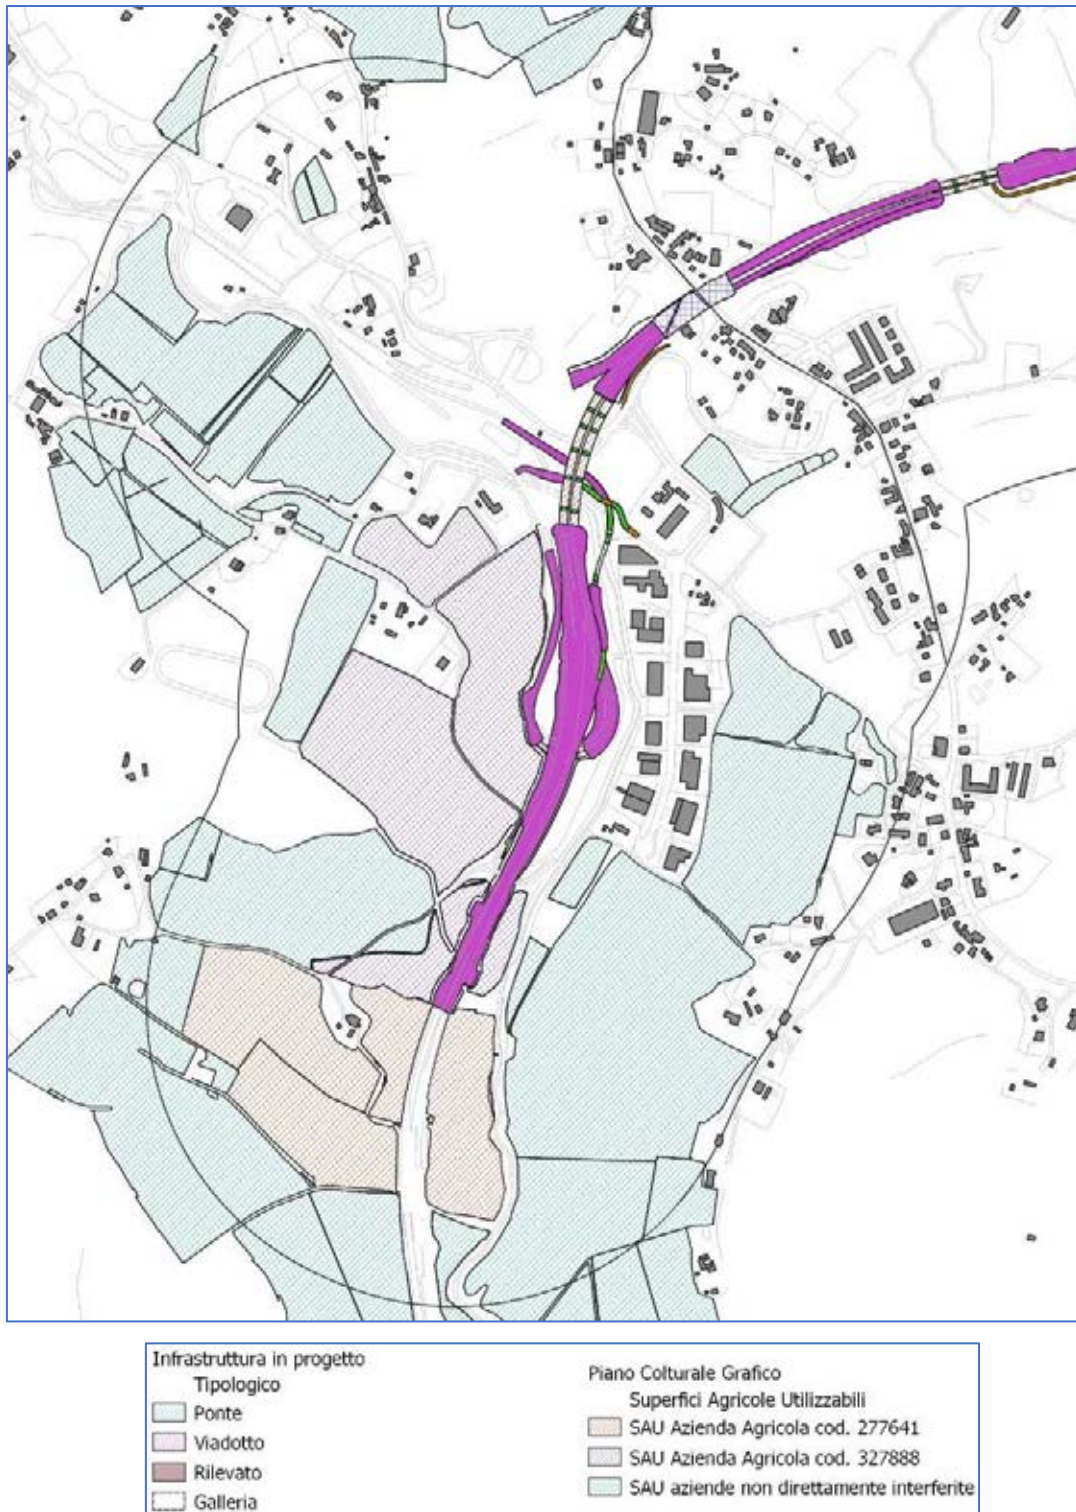 Infrastruttura in progetto
Tipologico
Ponte
Viadotto
Rilevato
Galleria
Piano Colturale Grafico
Superfici Agricole Utilizzabili
SAU Azienda Agricola cod. 277641
SAU Azienda Agricola cod. 327888
SAU aziende non direttamente interferite